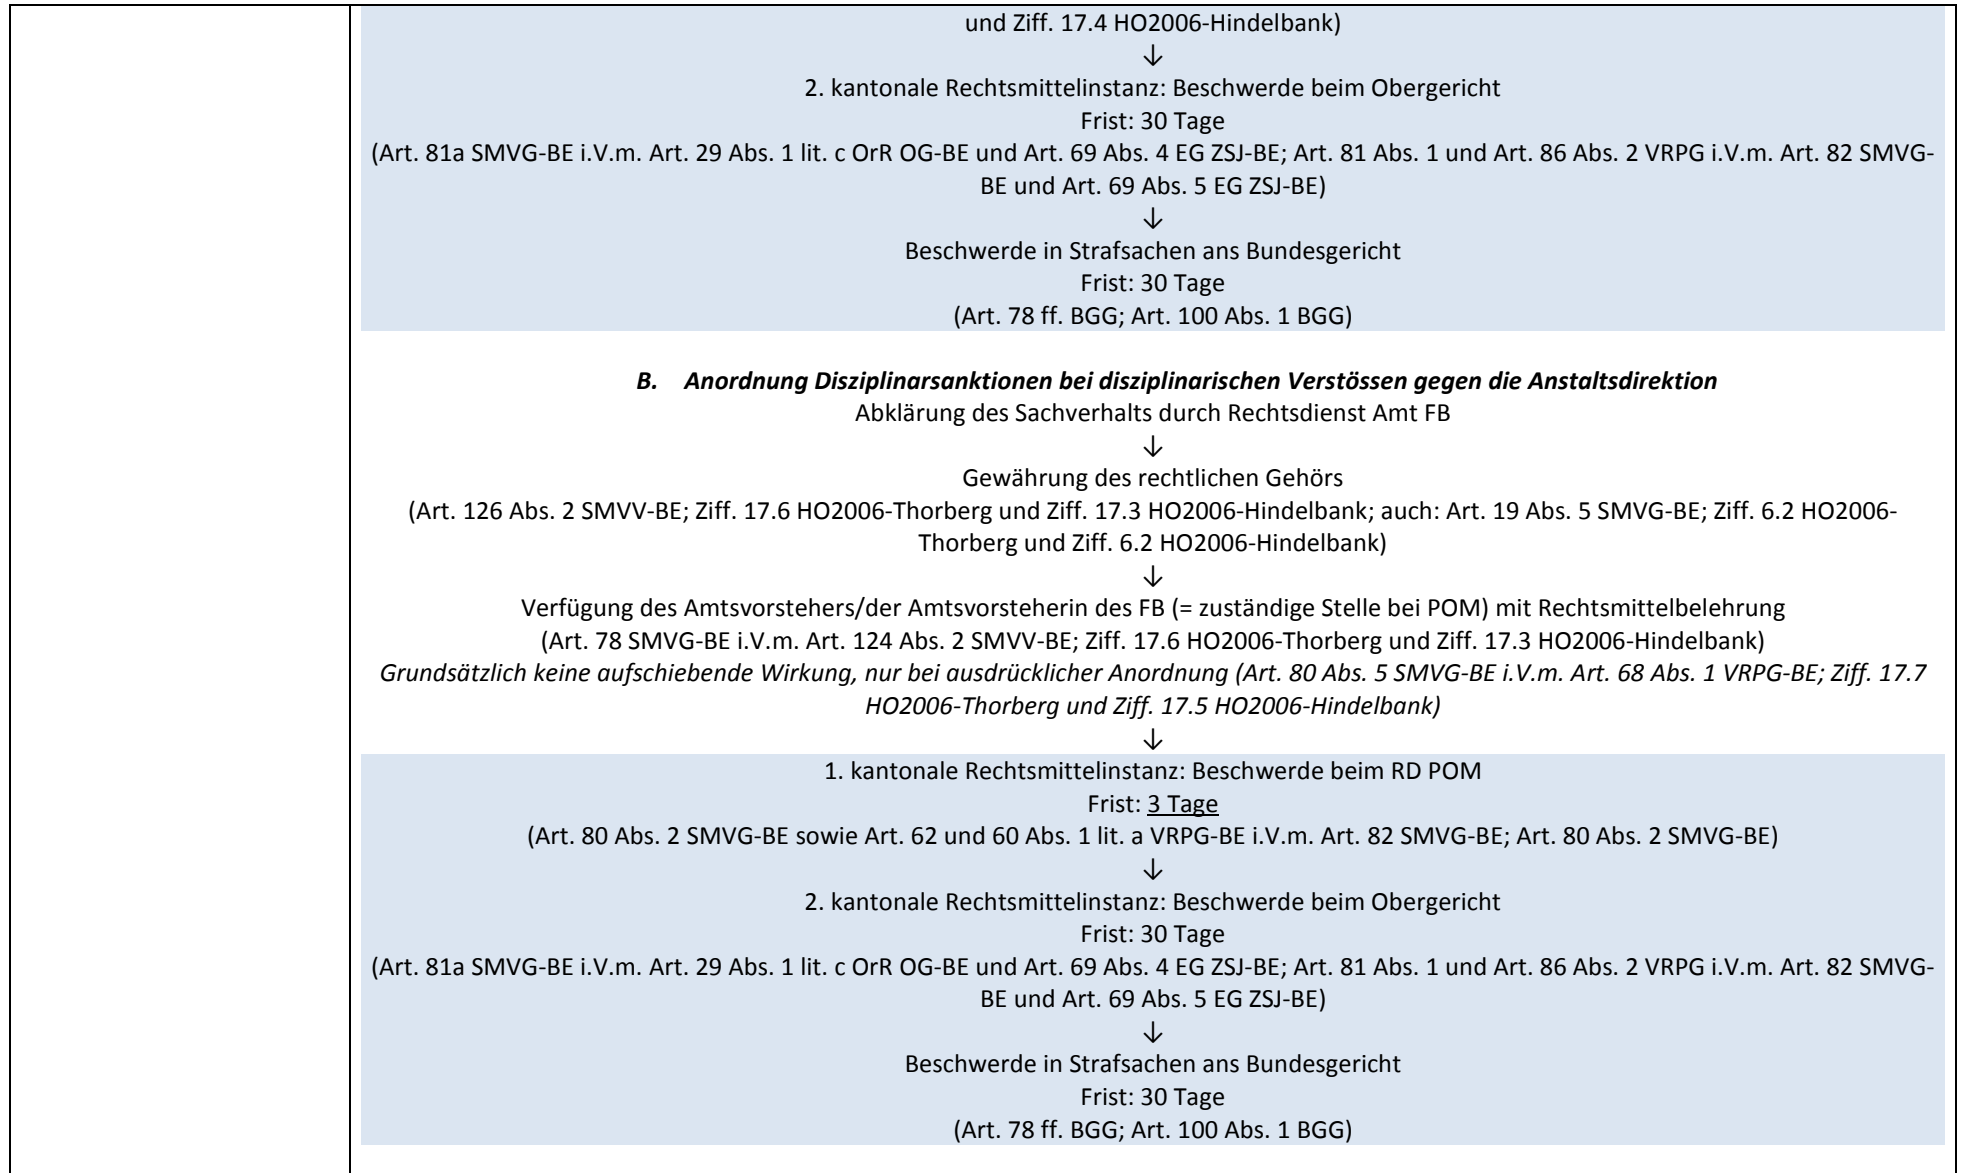 und Ziff. 17.4 HO2006-Hindelbank)
↓
2. kantonale Rechtsmittelinstanz: Beschwerde beim Obergericht
Frist: 30 Tage
(Art. 81a SMVG-BE i.V.m. Art. 29 Abs. 1 lit. c OrR OG-BE und Art. 69 Abs. 4 EG ZSJ-BE; Art. 81 Abs. 1 und Art. 86 Abs. 2 VRPG i.V.m. Art. 82 SMVG-
BE und Art. 69 Abs. 5 EG ZSJ-BE)
↓
Beschwerde in Strafsachen ans Bundesgericht
Frist: 30 Tage
(Art. 78 ff. BGG; Art. 100 Abs. 1 BGG)
B. Anordnung Disziplinarsanktionen bei disziplinarischen Verstössen gegen die Anstaltsdirektion
Abklärung des Sachverhalts durch Rechtsdienst Amt FB
↓
Gewährung des rechtlichen Gehörs
(Art. 126 Abs. 2 SMVV-BE; Ziff. 17.6 HO2006-Thorberg und Ziff. 17.3 HO2006-Hindelbank; auch: Art. 19 Abs. 5 SMVG-BE; Ziff. 6.2 HO2006-
Thorberg und Ziff. 6.2 HO2006-Hindelbank)
↓
Verfügung des Amtsvorstehers/der Amtsvorsteherin des FB (= zuständige Stelle bei POM) mit Rechtsmittelbelehrung
(Art. 78 SMVG-BE i.V.m. Art. 124 Abs. 2 SMVV-BE; Ziff. 17.6 HO2006-Thorberg und Ziff. 17.3 HO2006-Hindelbank)
Grundsätzlich keine aufschiebende Wirkung, nur bei ausdrücklicher Anordnung (Art. 80 Abs. 5 SMVG-BE i.V.m. Art. 68 Abs. 1 VRPG-BE; Ziff. 17.7
HO2006-Thorberg und Ziff. 17.5 HO2006-Hindelbank)
↓
1. kantonale Rechtsmittelinstanz: Beschwerde beim RD POM
Frist: 3 Tage
(Art. 80 Abs. 2 SMVG-BE sowie Art. 62 und 60 Abs. 1 lit. a VRPG-BE i.V.m. Art. 82 SMVG-BE; Art. 80 Abs. 2 SMVG-BE)
↓
2. kantonale Rechtsmittelinstanz: Beschwerde beim Obergericht
Frist: 30 Tage
(Art. 81a SMVG-BE i.V.m. Art. 29 Abs. 1 lit. c OrR OG-BE und Art. 69 Abs. 4 EG ZSJ-BE; Art. 81 Abs. 1 und Art. 86 Abs. 2 VRPG i.V.m. Art. 82 SMVG-
BE und Art. 69 Abs. 5 EG ZSJ-BE)
↓
Beschwerde in Strafsachen ans Bundesgericht
Frist: 30 Tage
(Art. 78 ff. BGG; Art. 100 Abs. 1 BGG)